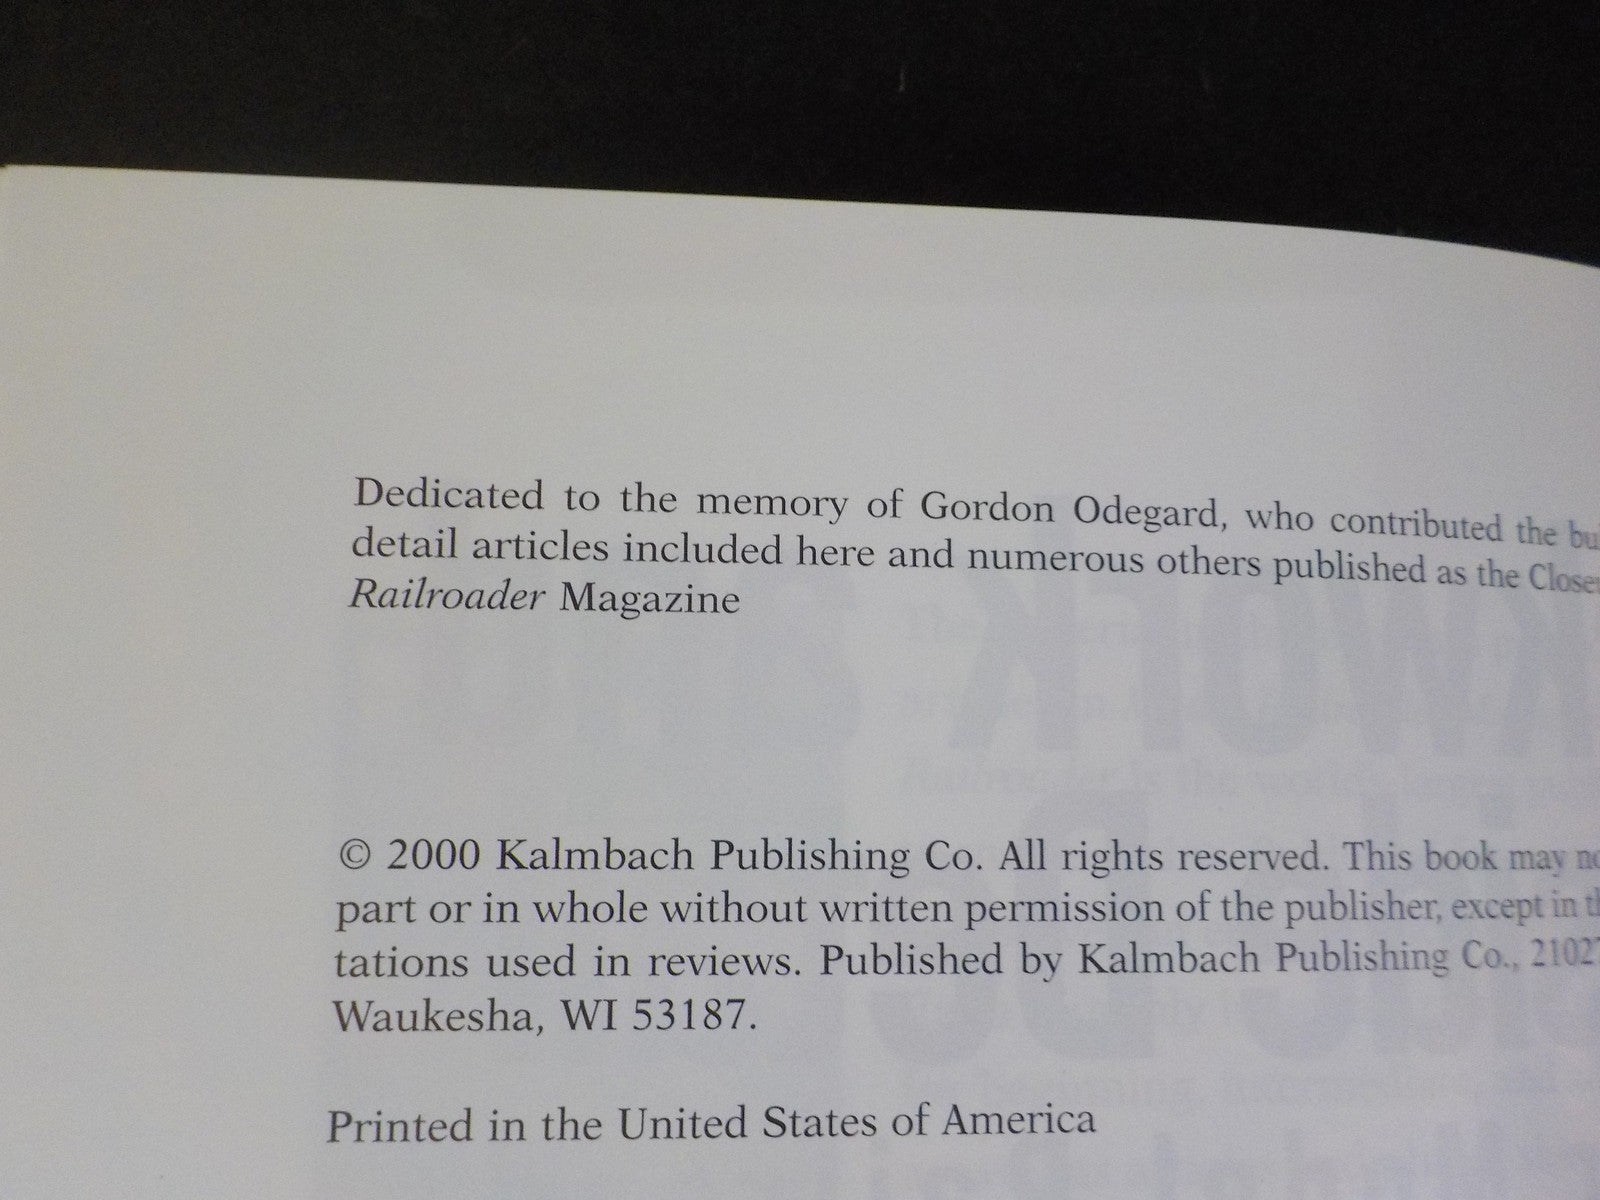 Dedicated to the memory of Gordon Odegard, who contributed the
detail articles included here and numerous others published as the
Railroader Magazine
© 2000 Kalmbach Publishing Co. All rights reserved. This book may
part or in whole without written permission of the publisher, except in
tations used in reviews. Published by Kalmbach Publishing Co., 21027
Waukesha, WI 53187.
Printed in the United States of America